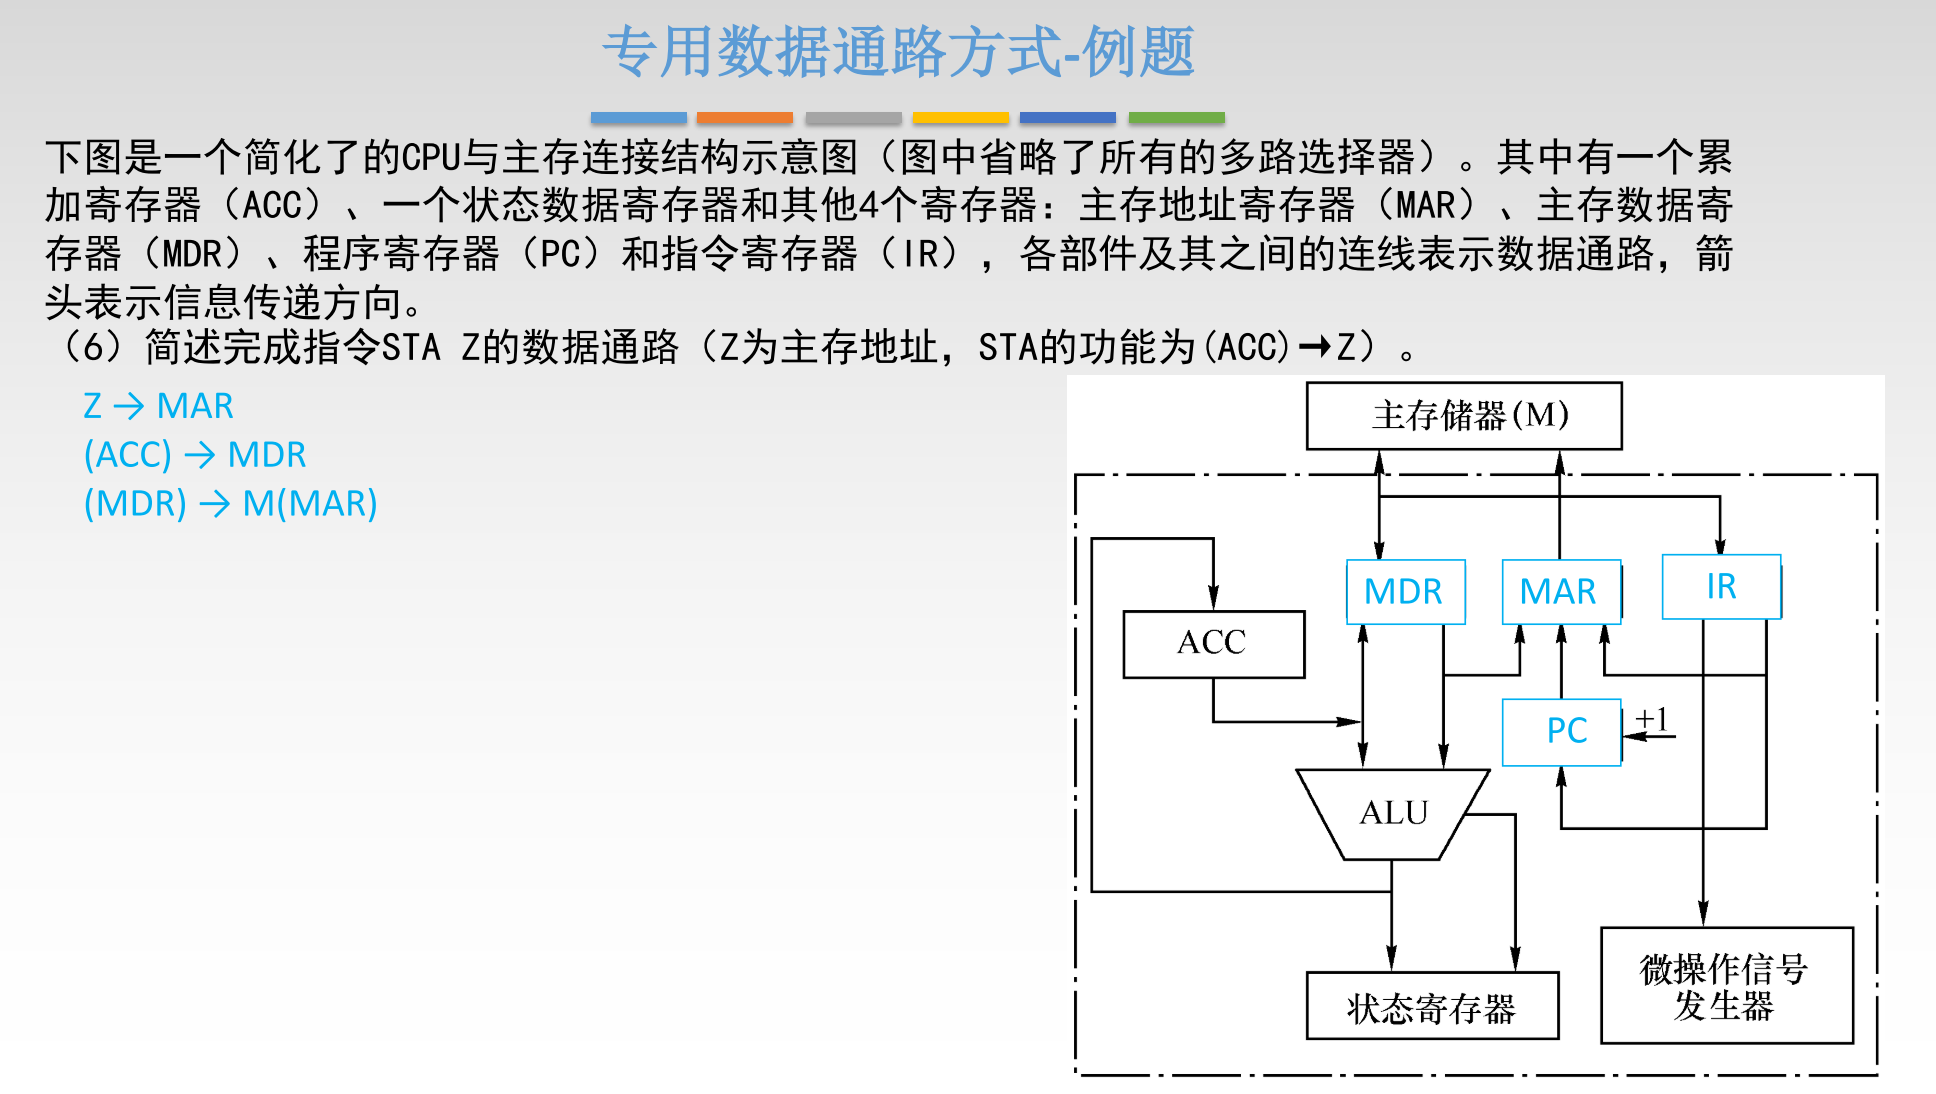 专用数据通路方式-例题
下图是一个简化了的CPU与主存连接结构示意图（图中省略了所有的多路选择器）。其中有一个累
加寄存器（ACC）、一个状态数据寄存器和其他4个寄存器：主存地址寄存器（MAR）、主存数据寄
存器（MDR）、程序寄存器（PC）和指令寄存器（IR），各部件及其之间的连线表示数据通路，箭
头表示信息传递方向。
（6）简述完成指令STA Z的数据通路（Z为主存地址，STA的功能为(ACC)→Z）。
Z → MAR
(ACC) → MDR
(MDR) → M(MAR)
主存储器(M)
MDR
MAR
IR
ACC
PC
+1
ALU
微操作信号
发生器
状态寄存器